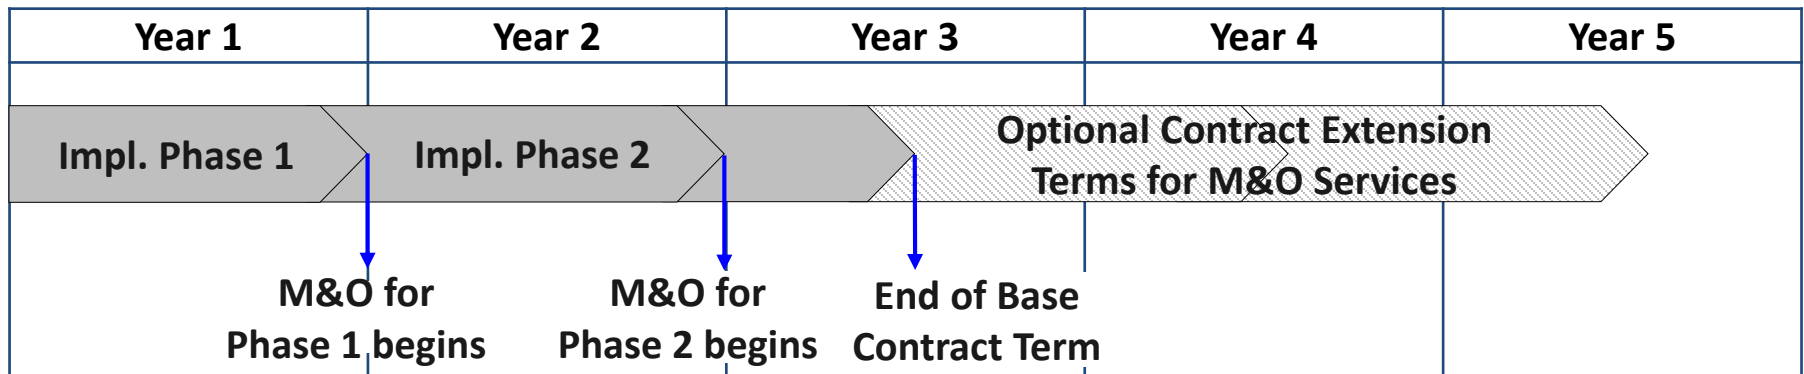 Year 1 Year 2 Year 3 Year 4 Year 5
Impl. Phase 1
Impl. Phase 2
Optional Contract Extension
Terms for M&O Services
M&O for
Phase 1 begins
M&O for
Phase 2 begins
End of Base
Contract Term